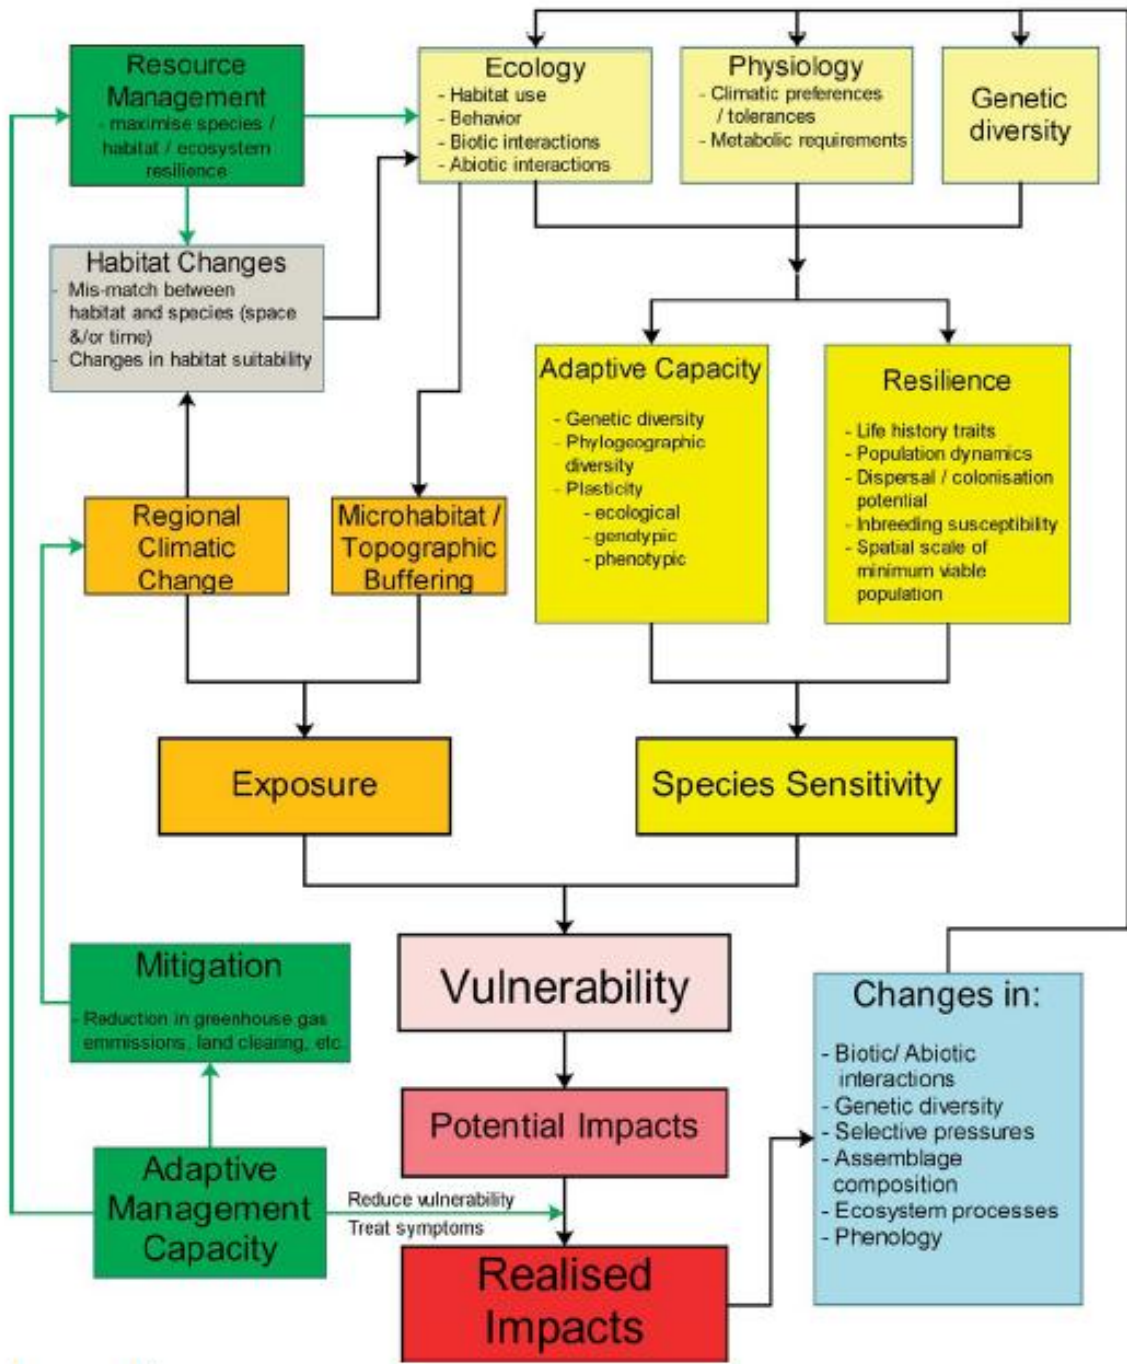 Resource
Management
- maximise species /
habitat / ecosystem
resilience
Ecology
- Habitat use
- Behavior
- Biotic interactions
- Abiotic interactions
Physiology
- Climatic preferences
/ tolerances
- Metabolic requirements
Genetic
diversity
Habitat Changes
- Mis-match between
habitat and species (space
&/or time)
- Changes in habitat suitability
Adaptive Capacity
- Genetic diversity
- Phylogeographic
diversity
- Plasticity
- ecological
- genotypic
- phenotypic
Resilience
- Life history traits
- Population dynamics
- Dispersal / colonisation
potential
- Inbreeding susceptibility
- Spatial scale of
minimum viable
population
Regional
Climatic
Change
Microhabitat /
Topographic
Buffering
Exposure
Species Sensitivity
Vulnerability
Mitigation
- Reduction in greenhouse gas
emmissions, land clearing, etc.
Changes in:
- Biotic/ Abiotic
interactions
- Genetic diversity
- Selective pressures
- Assemblage
composition
- Ecosystem processes
- Phenology
Potential Impacts
Adaptive
Management
Capacity
Reduce vulnerability
Treat symptoms
Realised
Impacts